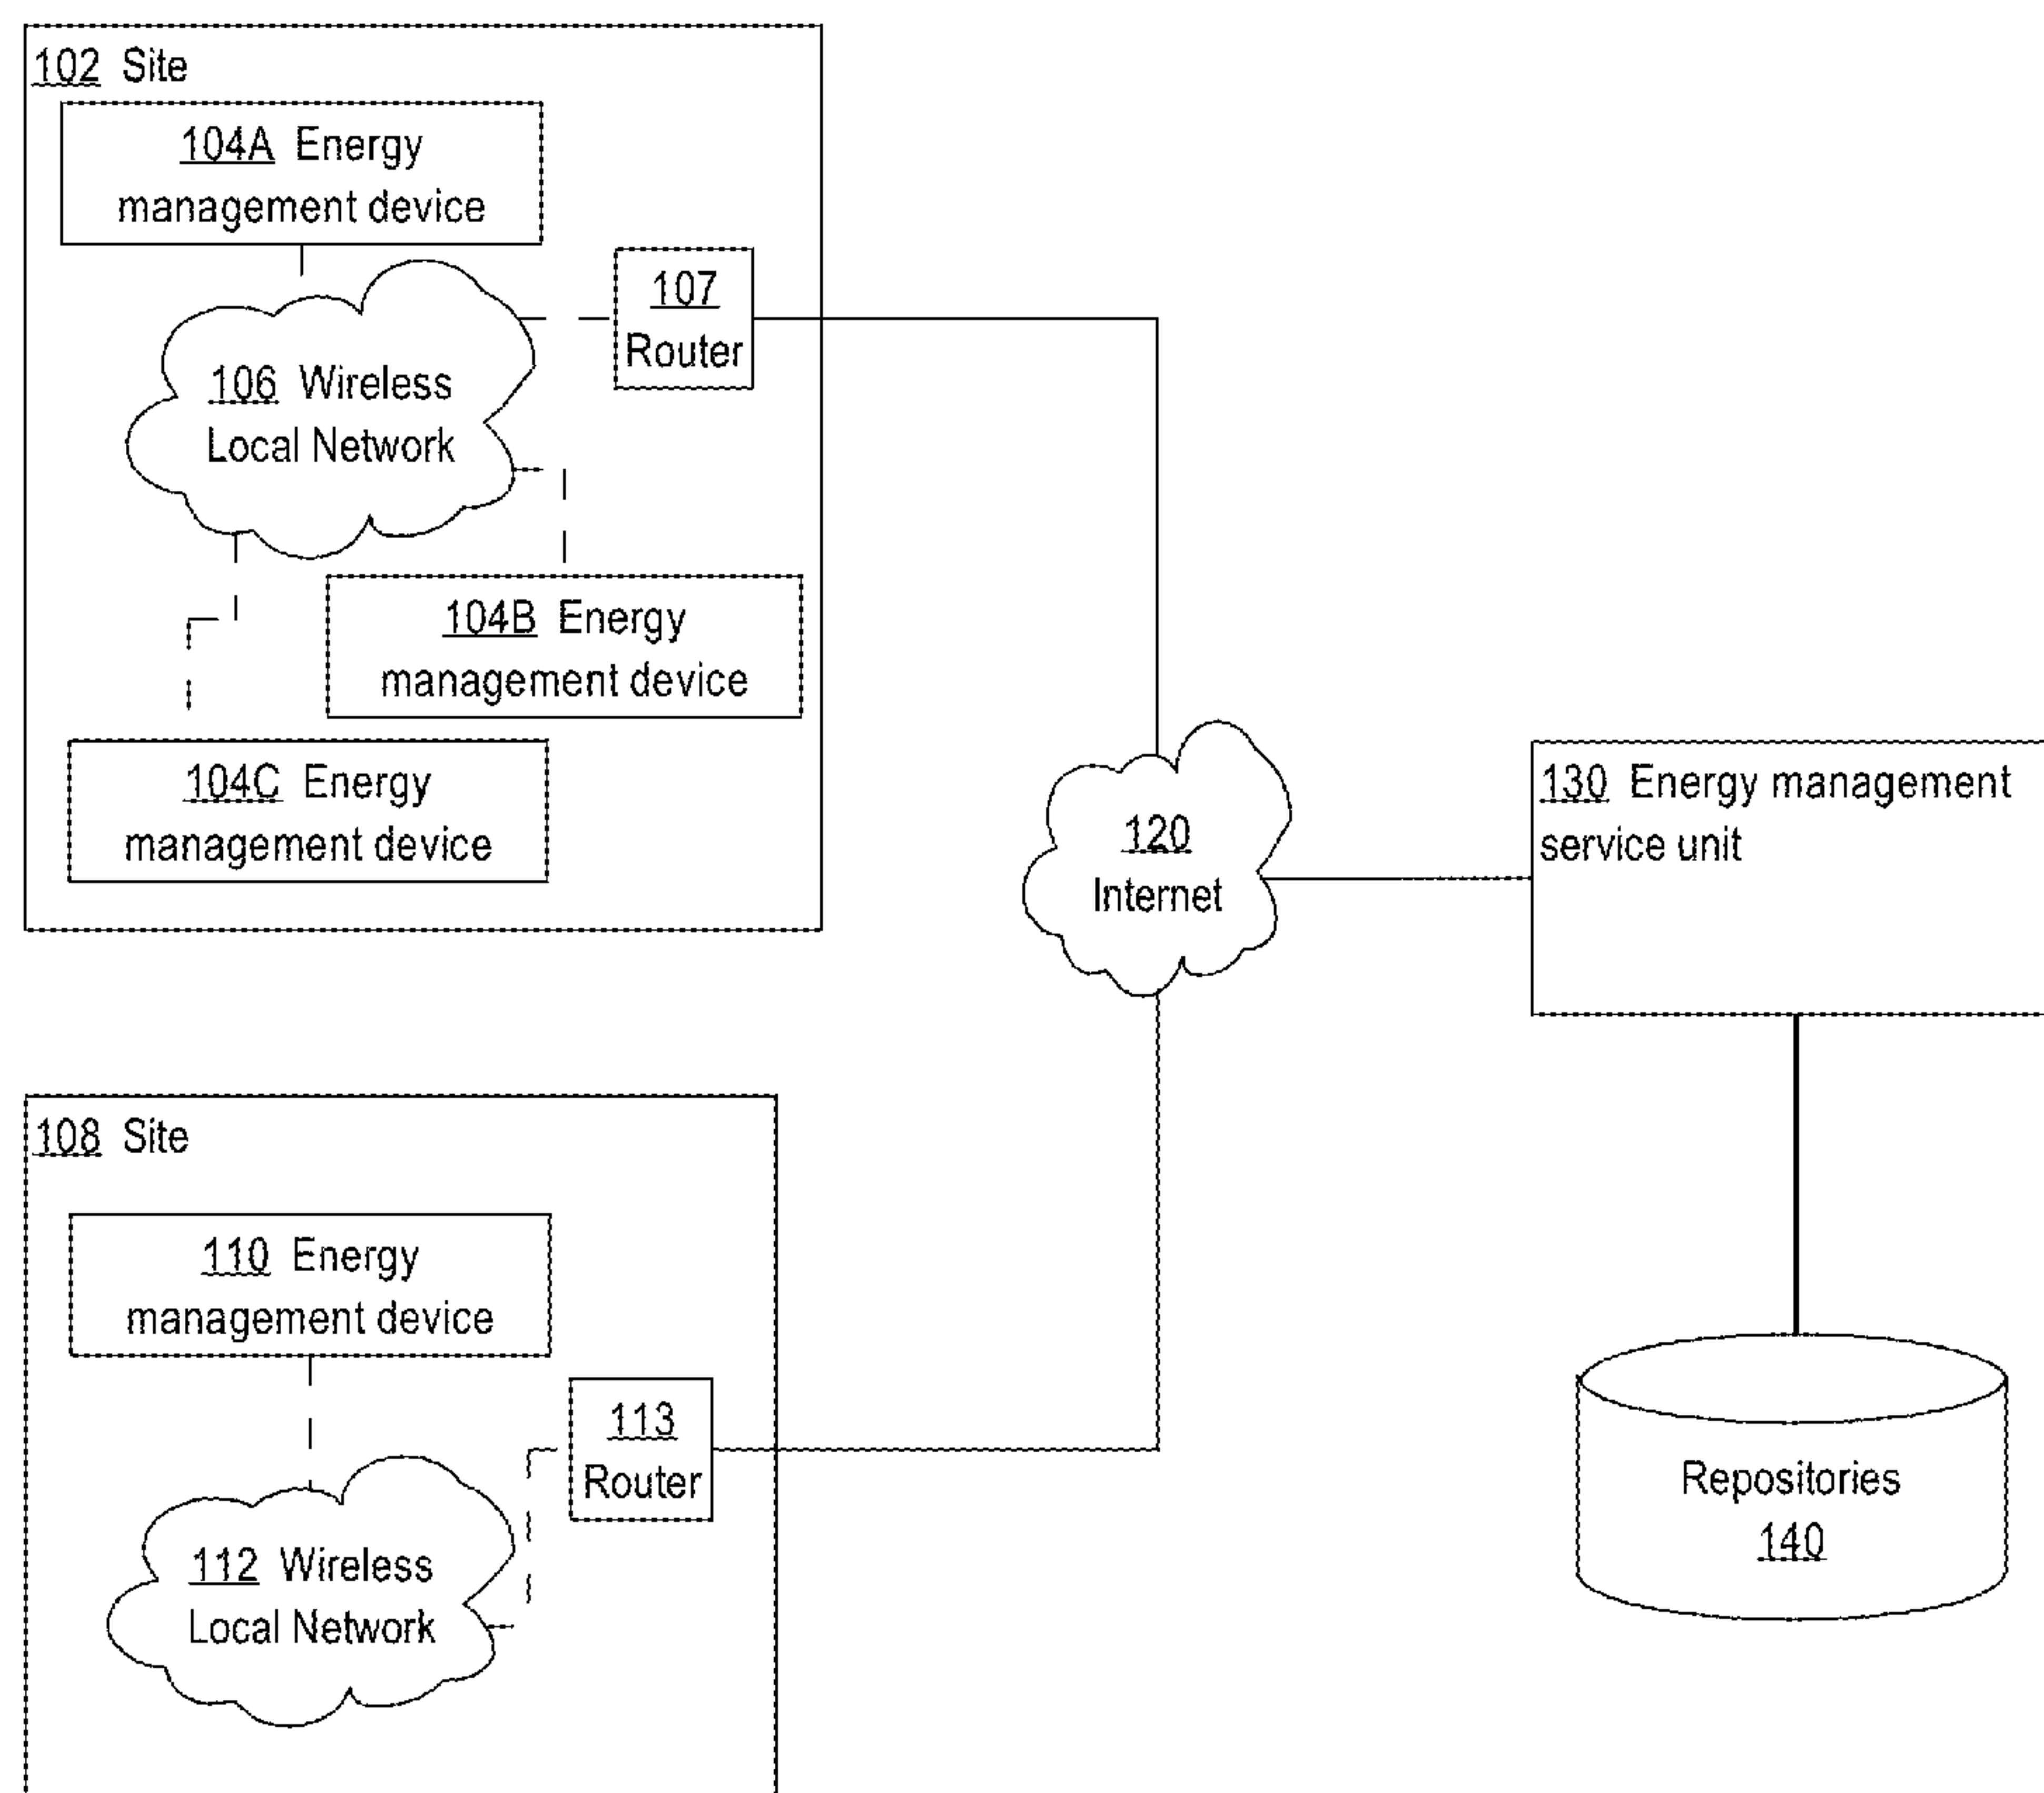 102 Site
104A Energy
management device
107
Router
106 Wireless
Local Network
104B Energy
management device
104C Energy
management device
120
Internet
130 Energy management
service unit
108 Site
110 Energy
management device
113
Router
112 Wireless
Local Network
Repositories
140